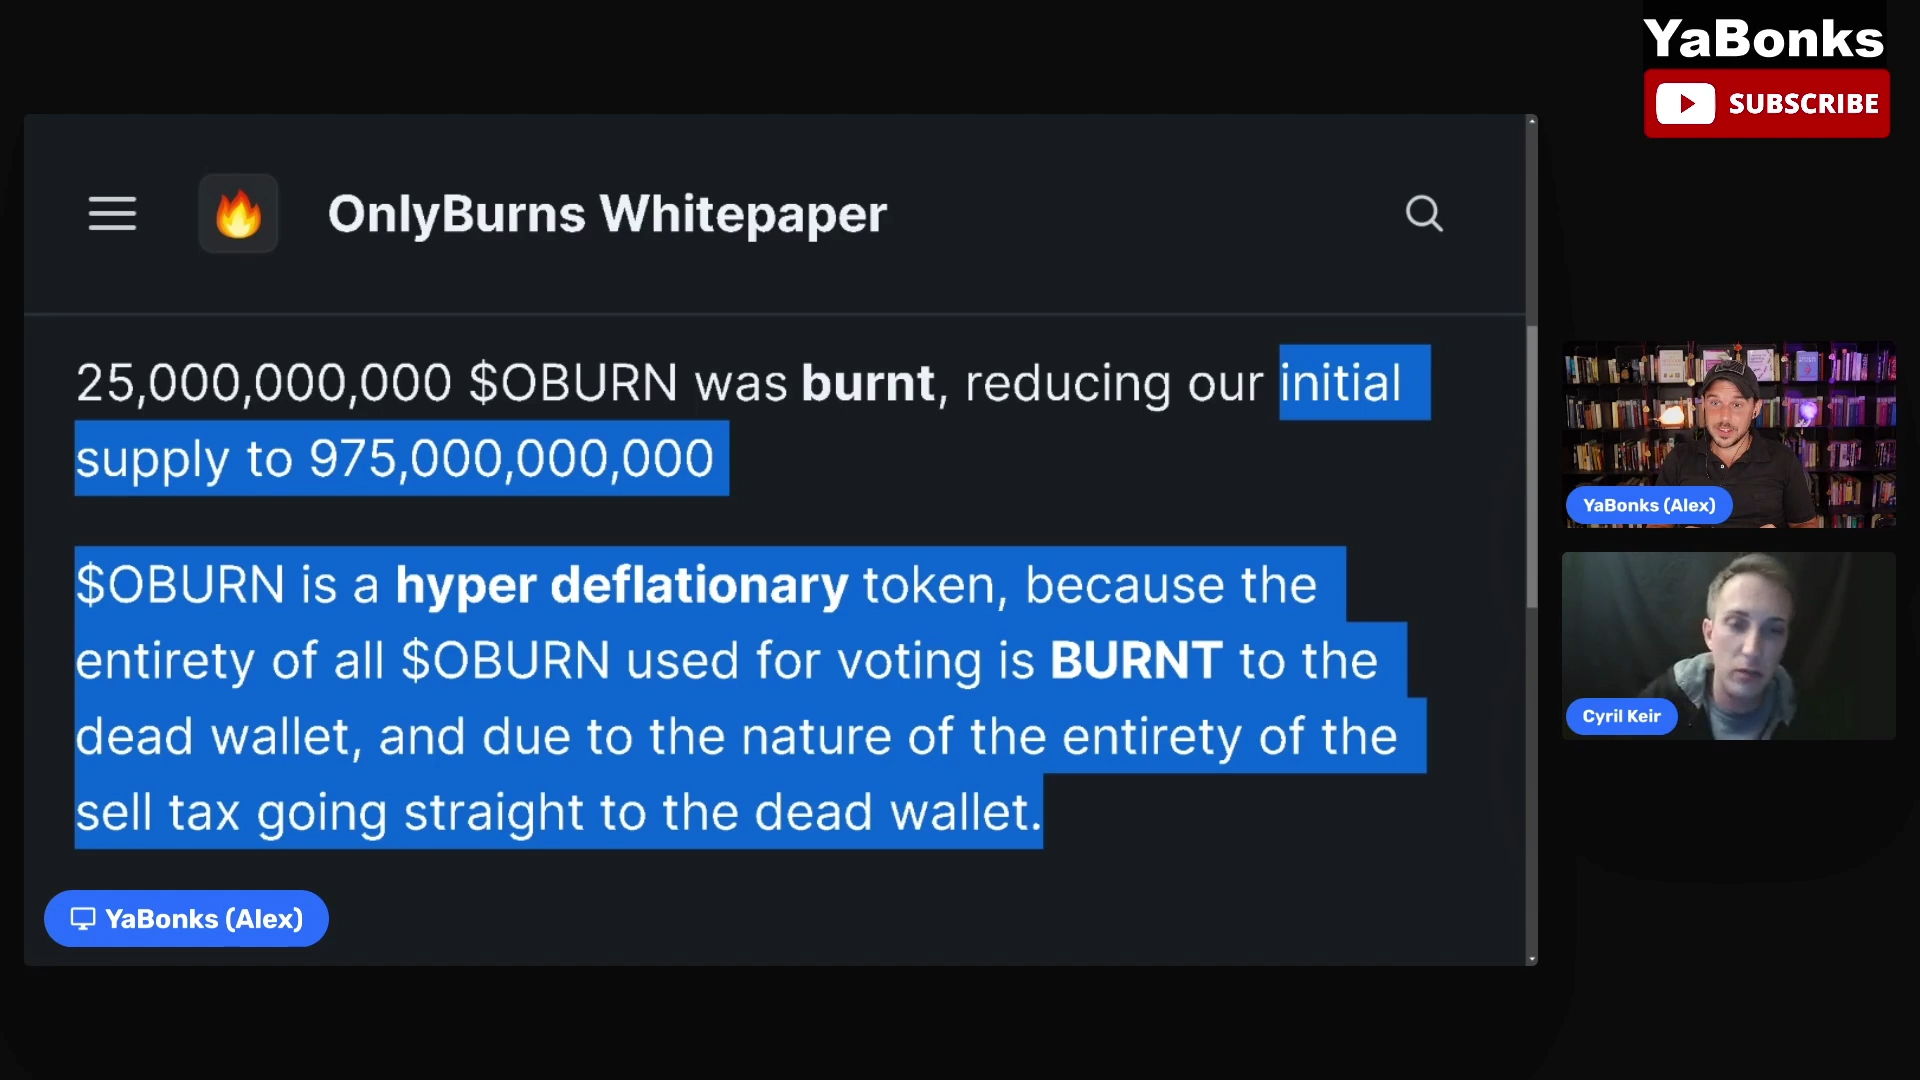 YaBonks
SUBSCRIBE
OnlyBurns Whitepaper
25,000,000,000 $OBURN was burnt, reducing our initial
supply to 975,000,000,000
$OBURN is a hyper deflationary token, because the
entirety of all $OBURN used for voting is BURNT to the
dead wallet, and due to the nature of the entirety of the
sell tax going straight to the dead wallet.
YaBonks (Alex)
YaBonks (Alex)
Cyril Keir